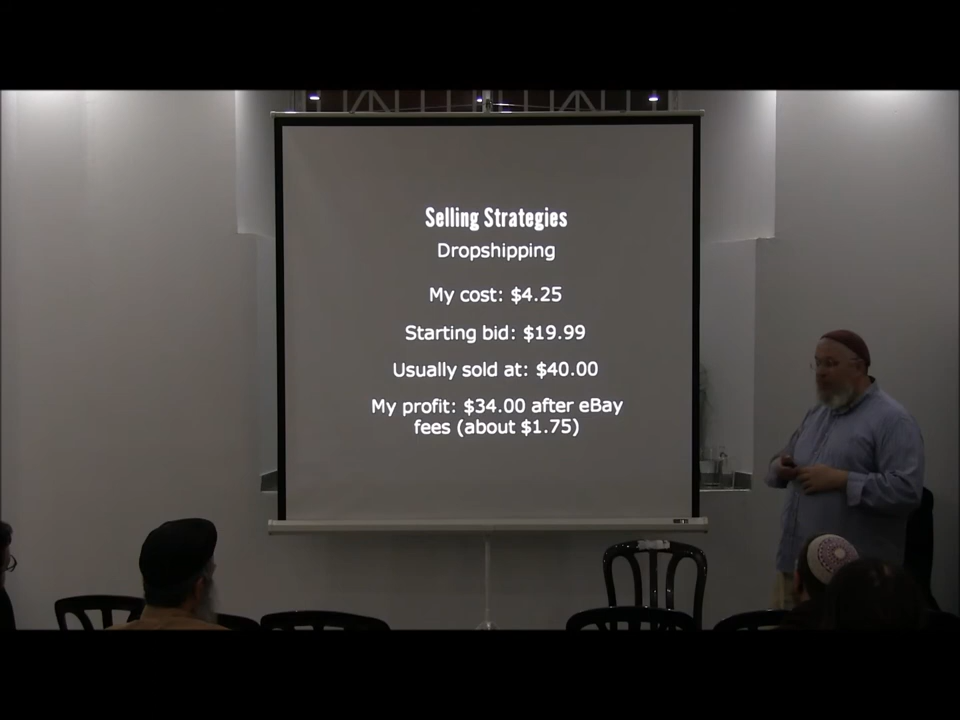 Selling Strategies
Dropshipping
My cost: $4.25
Starting bid: $19.99
Usually sold at: $40.00
My profit: $34.00 after eBay
fees (about $1.75)